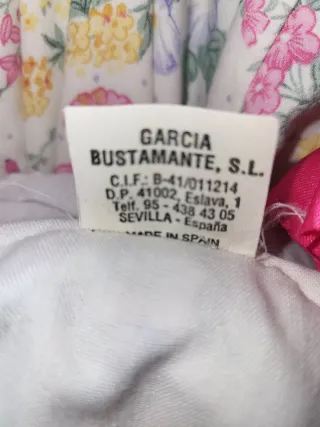 GARCIA
BUSTAMANTE, S.L.
C.I.F.: B-41/011214
D.P. 41002, Eslava, 1
Telf. 95 - 438 43 05
SEVILLA - España
MADE IN SPAIN